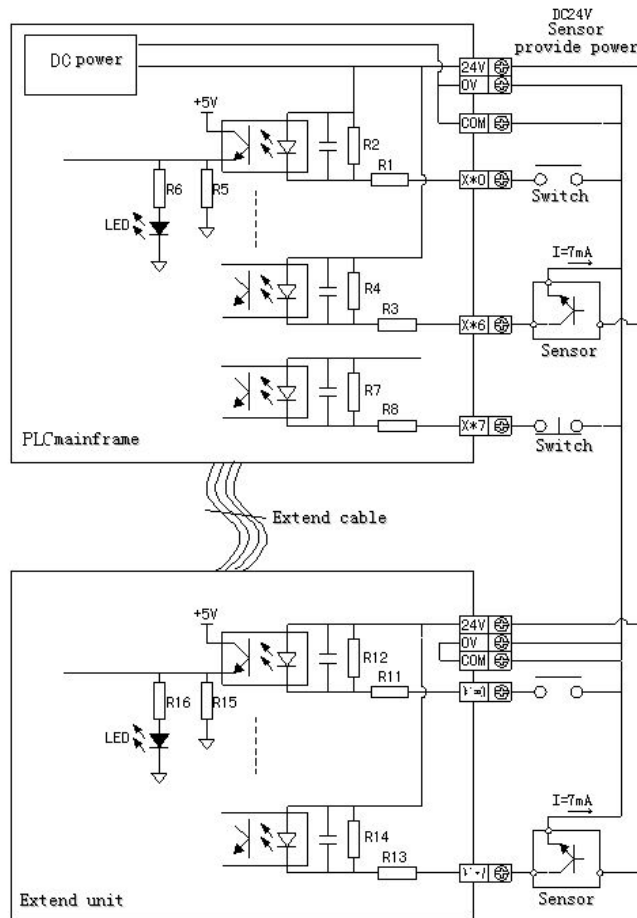 DC24V
Sensor
provide power
DC power
24V
0V
+5V
COM
R2
R1
X*0
R6
R5
Switch
LED
I=7mA
R4
R3
X*6
Sensor
R7
R8
X*7
Switch
PLCmainframe
Extend cable
+5V
24V
0V
R12
COM
R11
R16
R15
LED
I=7mA
R14
R13
Sensor
Extend unit